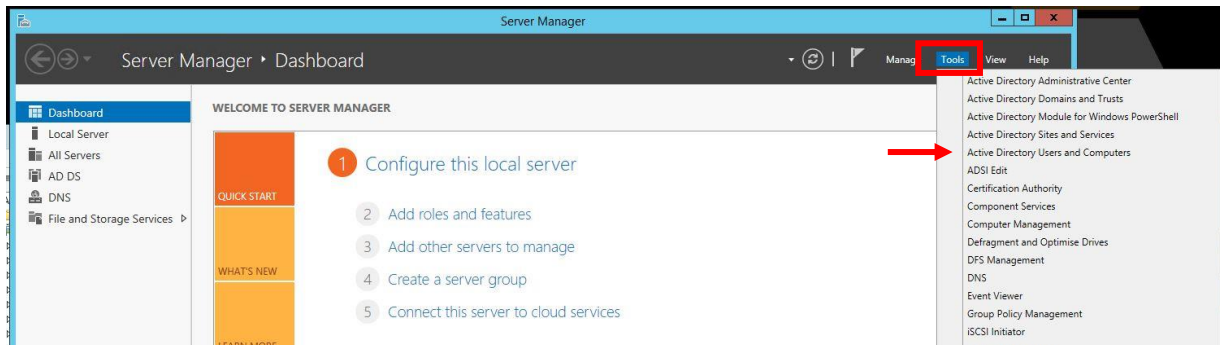 Server Manager
Server Manager • Dashboard
Manag
Tools
View
Help
Dashboard
Local Server
All Servers
AD DS
DNS
File and Storage Services
WELCOME TO SERVER MANAGER
QUICK START
WHAT'S NEW
LEARN MORE
1 Configure this local server
2 Add roles and features
3 Add other servers to manage
4 Create a server group
5 Connect this server to cloud services
Active Directory Administrative Center
Active Directory Domains and Trusts
Active Directory Module for Windows PowerShell
Active Directory Sites and Services
Active Directory Users and Computers
ADSI Edit
Certification Authority
Component Services
Computer Management
Defragment and Optimise Drives
DFS Management
DNS
Event Viewer
Group Policy Management
iSCSI Initiator